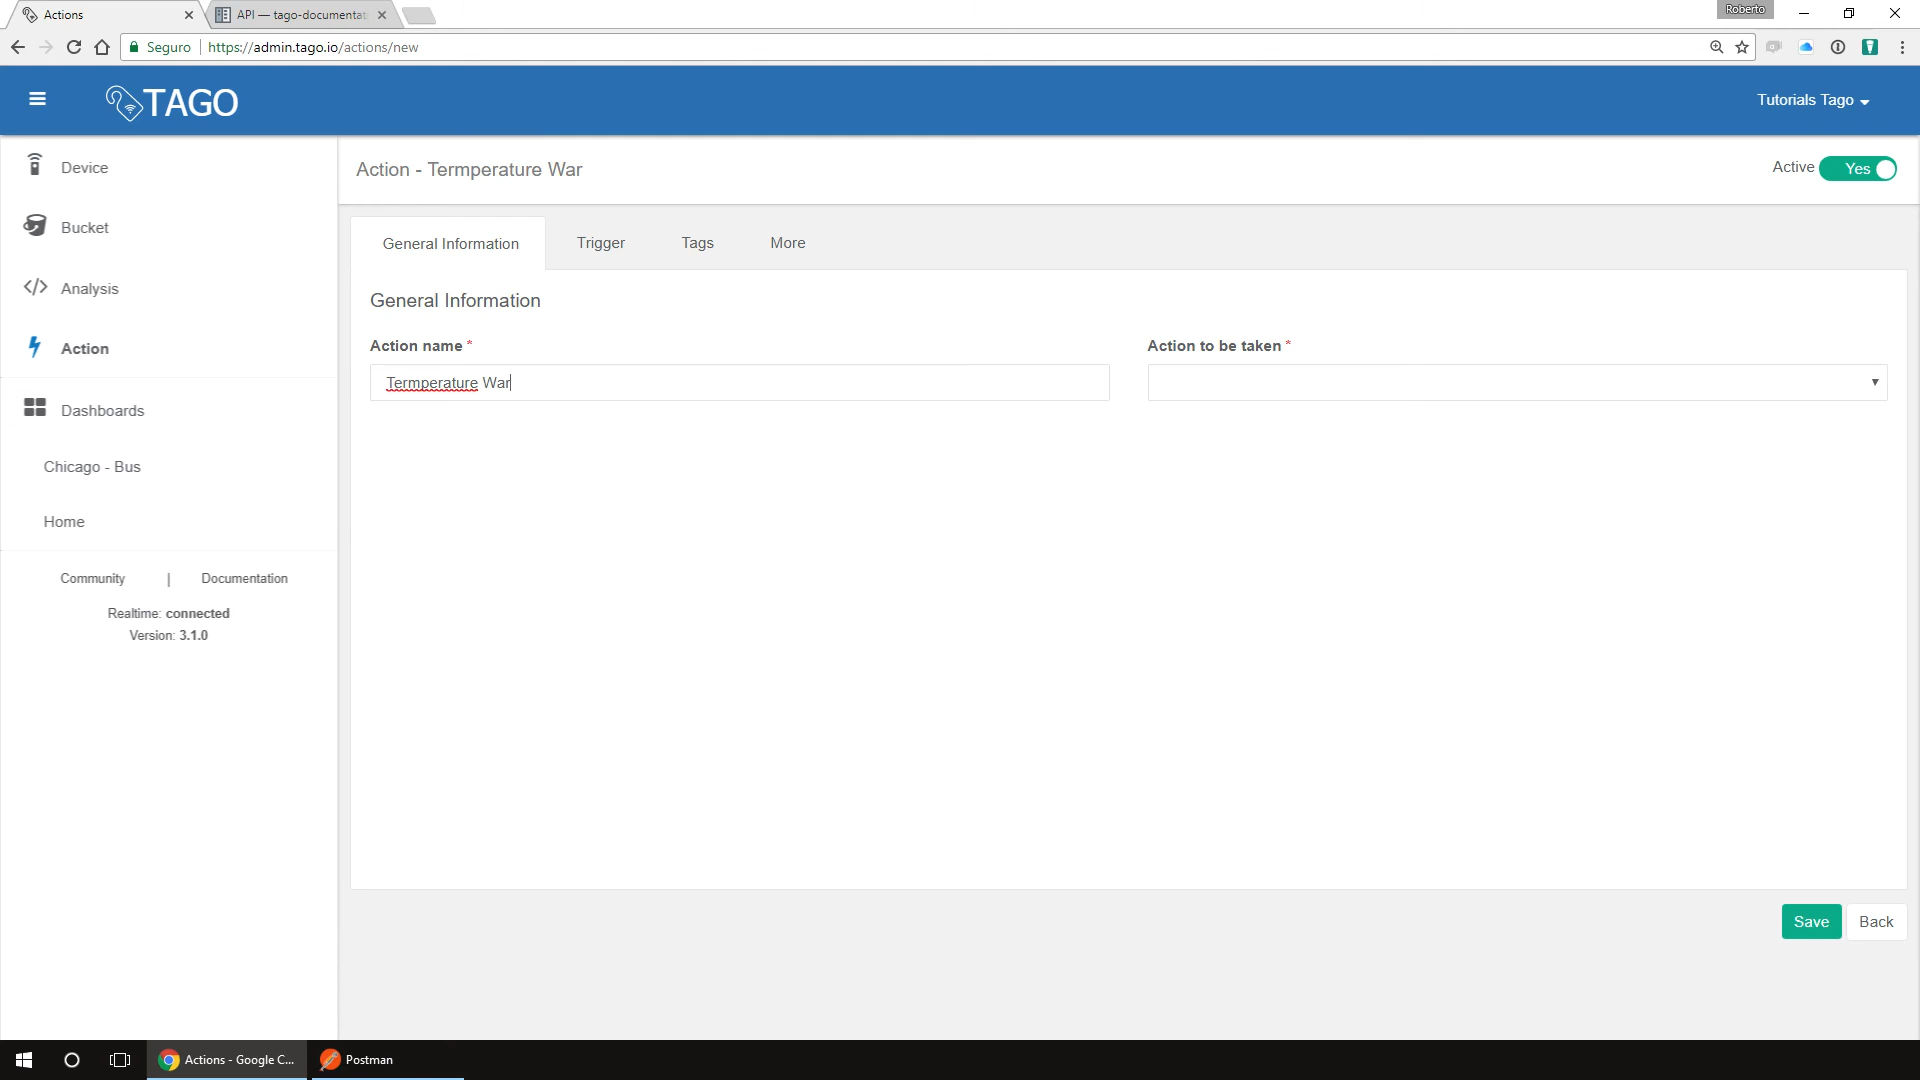 Actions
API — tago-documentat
Roberto
Seguro
https://admin.tago.io/actions/new
TAGO
Tutorials Tago
Device
Bucket
Analysis
Action
Dashboards
Chicago - Bus
Home
Community | Documentation
Realtime: connected
Version: 3.1.0
Action - Termperature War
Active Yes
General Information
Trigger
Tags
More
General Information
Action name *
Action to be taken *
Termperature War
Save
Back
Actions - Google C...
Postman